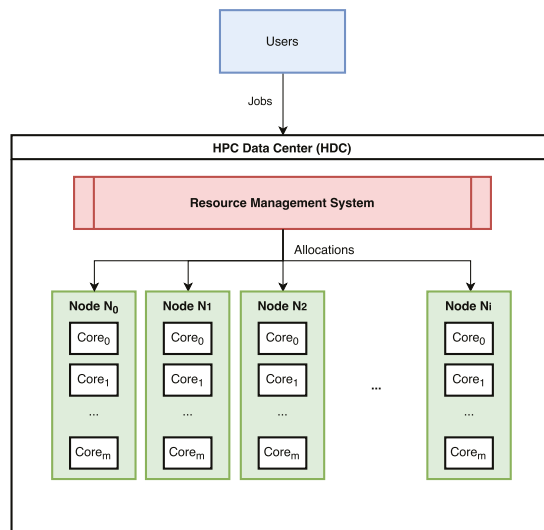 Users
Jobs
HPC Data Center (HDC)
Resource Management System
Allocations
Node N₀ Node N1 Node N2 Node Ni
Core₀ Core₀ Core₀ Core₀
Core₁ Core₁ Core₁ ... Core₁
... ... ... ...
Coreₘ Coreₘ Coreₘ Coreₘ